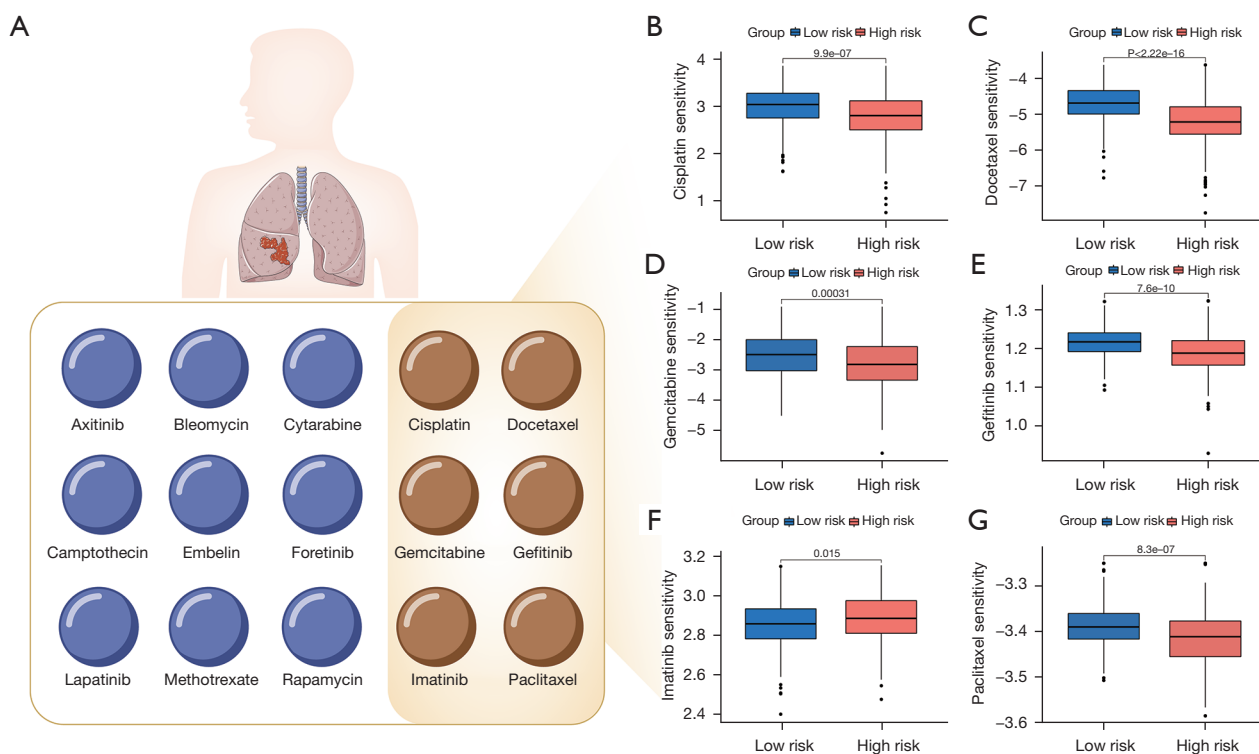 A
Axitinib Bleomycin Cytarabine Cisplatin Docetaxel
Camptothecin Embelin Foretinib Gemcitabine Gefitinib
Lapatinib Methotrexate Rapamycin Imatinib Paclitaxel
B
Group Low risk High risk
9.9e−07
Cisplatin sensitivity
4
3
2
1
Low risk High risk
C
Group Low risk High risk
P<2.22e−16
Docetaxel sensitivity
−4
−5
−6
−7
Low risk High risk
D
Group Low risk High risk
0.00031
Gemcitabine sensitivity
−1
−2
−3
−4
−5
Low risk High risk
E
Group Low risk High risk
7.6e−10
Gefitinib sensitivity
1.3
1.2
1.1
1.0
Low risk High risk
F
Group Low risk High risk
0.015
Imatinib sensitivity
3.2
3.0
2.8
2.6
2.4
Low risk High risk
G
Group Low risk High risk
8.3e−07
Paclitaxel sensitivity
−3.3
−3.4
−3.5
−3.6
Low risk High risk